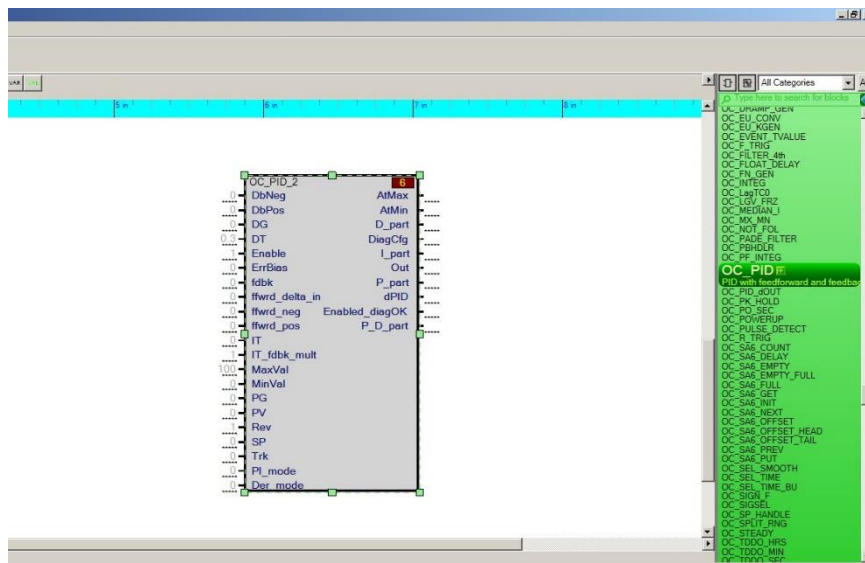 All Categories
Type here to search for blocks
5 in
6 in
7 in
8 in
OC_PID_2
6
DbNeg
AtMax
0
DbPos
AtMin
0
DG
D_part
0
DT
DiagCfg
0.3
Enable
I_part
1
ErrBias
Out
0
fdbk
P_part
0
ffwrd_delta_in
dPID
0
ffwrd_neg
Enabled_diagOK
0
ffwrd_pos
P_D_part
0
IT
0
IT_fdbk_mult
1
MaxVal
100
MinVal
0
PG
0
PV
0
Rev
1
SP
0
Trk
0
PI_mode
0
Der_mode
0
OC_DRAMP_GEN
OC_EU_CONV
OC_EU_KGEN
OC_EVENT_TVALUE
OC_F_TRIG
OC_FILTER_4th
OC_FLOAT_DELAY
OC_FN_GEN
OC_INTEG
OC_LagTC0
OC_LGV_FRZ
OC_MEDIAN_I
OC_MX_MN
OC_NOT_FOL
OC_PADE_FILTER
OC_PBHDLR
OC_PF_INTEG
OC_PID
PID with feedforward and feedbac
OC_PID_dOUT
OC_PK_HOLD
OC_PO_SEC
OC_POWERUP
OC_PULSE_DETECT
OC_R_TRIG
OC_SA6_COUNT
OC_SA6_DELAY
OC_SA6_EMPTY
OC_SA6_EMPTY_FULL
OC_SA6_FULL
OC_SA6_GET
OC_SA6_INIT
OC_SA6_NEXT
OC_SA6_OFFSET
OC_SA6_OFFSET_HEAD
OC_SA6_OFFSET_TAIL
OC_SA6_PREV
OC_SA6_PUT
OC_SEL_SMOOTH
OC_SEL_TIME
OC_SEL_TIME_BU
OC_SIGN_F
OC_SIGSEL
OC_SP_HANDLE
OC_SPLIT_RNG
OC_STEADY
OC_TDDO_HRS
OC_TDDO_MIN
OC_TDDO_SEC